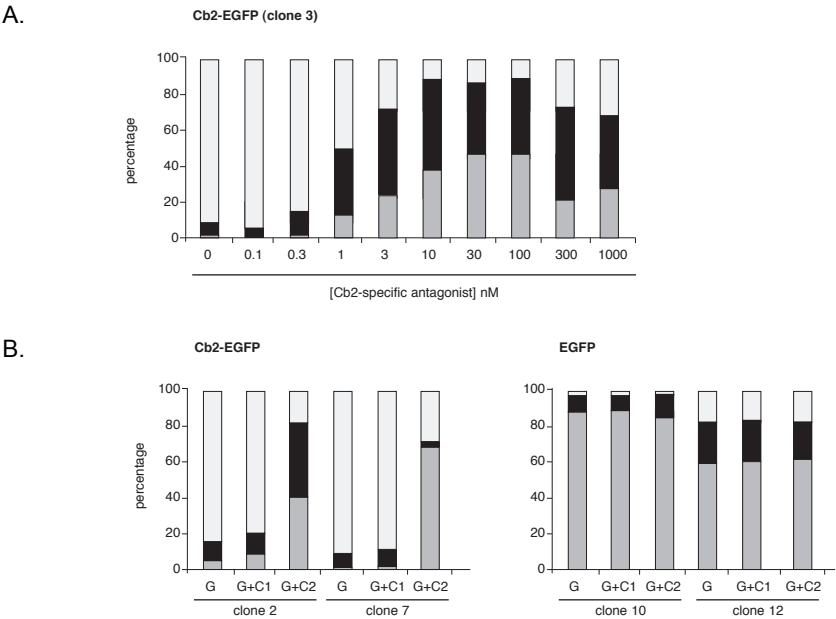 A.
Cb2-EGFP (clone 3)
percentage
100
80
60
40
20
0
0 0.1 0.3 1 3 10 30 100 300 1000
[Cb2-specific antagonist] nM
B.
Cb2-EGFP
EGFP
percentage
100
80
60
40
20
0
G G+C1 G+C2 G G+C1 G+C2
clone 2 clone 7
100
80
60
40
20
0
G G+C1 G+C2 G G+C1 G+C2
clone 10 clone 12